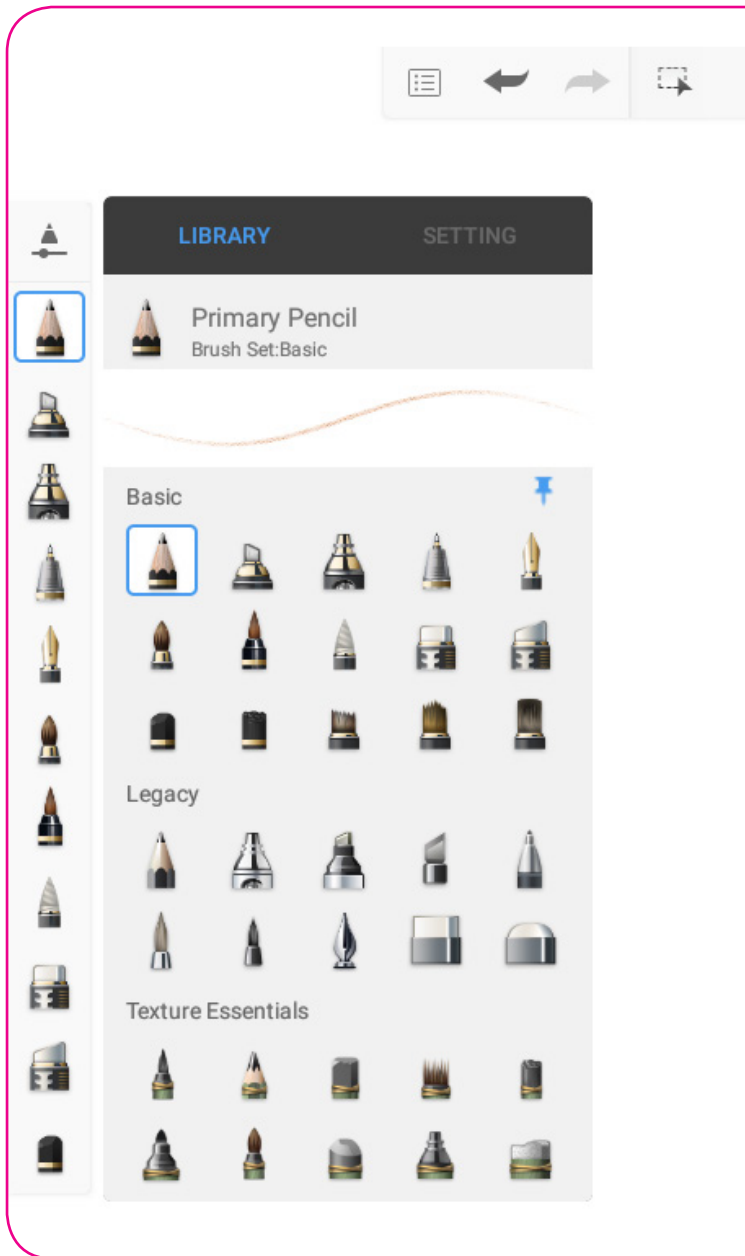 LIBRARY SETTING
Primary Pencil
Brush Set:Basic
Basic
Legacy
Texture Essentials